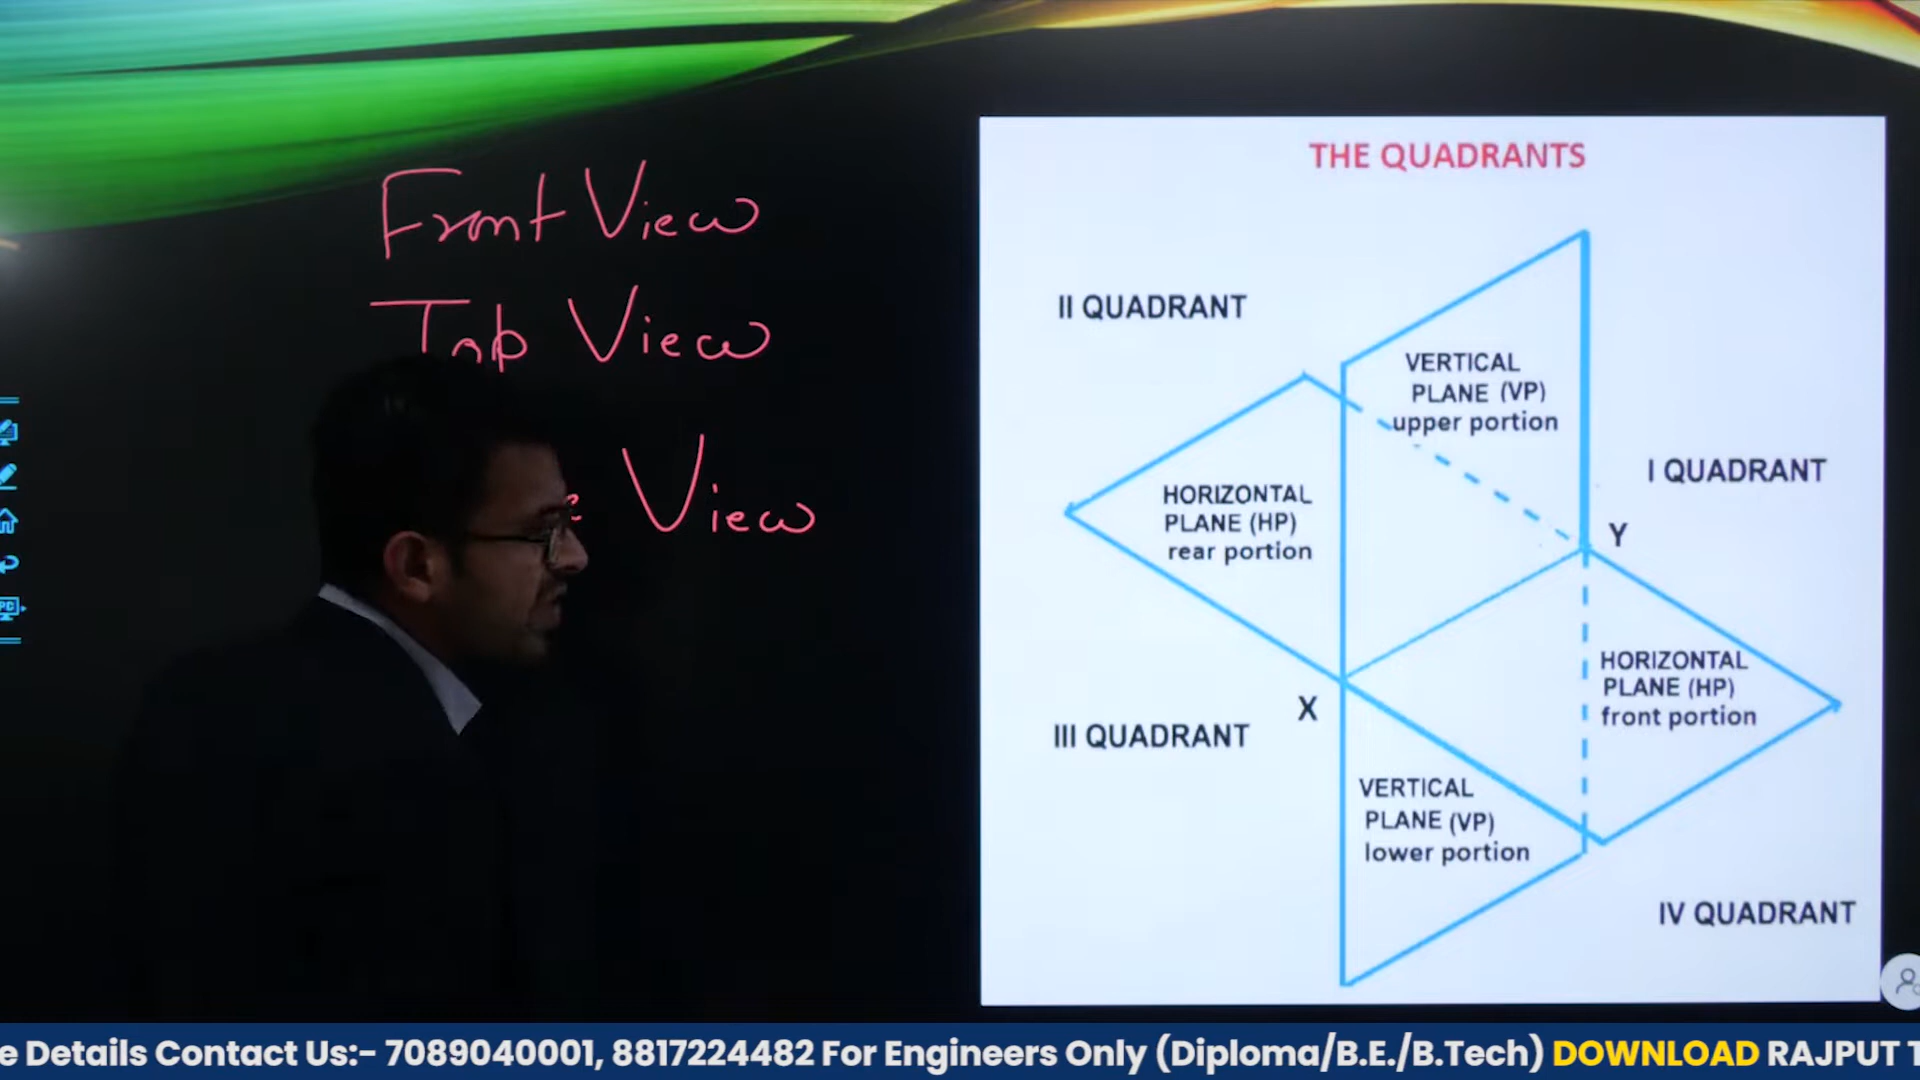 Front View
Top View
View
THE QUADRANTS
II QUADRANT
VERTICAL
PLANE (VP)
upper portion
I QUADRANT
HORIZONTAL
PLANE (HP)
rear portion
Y
HORIZONTAL
PLANE (HP)
front portion
X
III QUADRANT
VERTICAL
PLANE (VP)
lower portion
IV QUADRANT
e Details Contact Us:- 7089040001, 8817224482 For Engineers Only (Diploma/B.E./B.Tech) DOWNLOAD RAJPUT